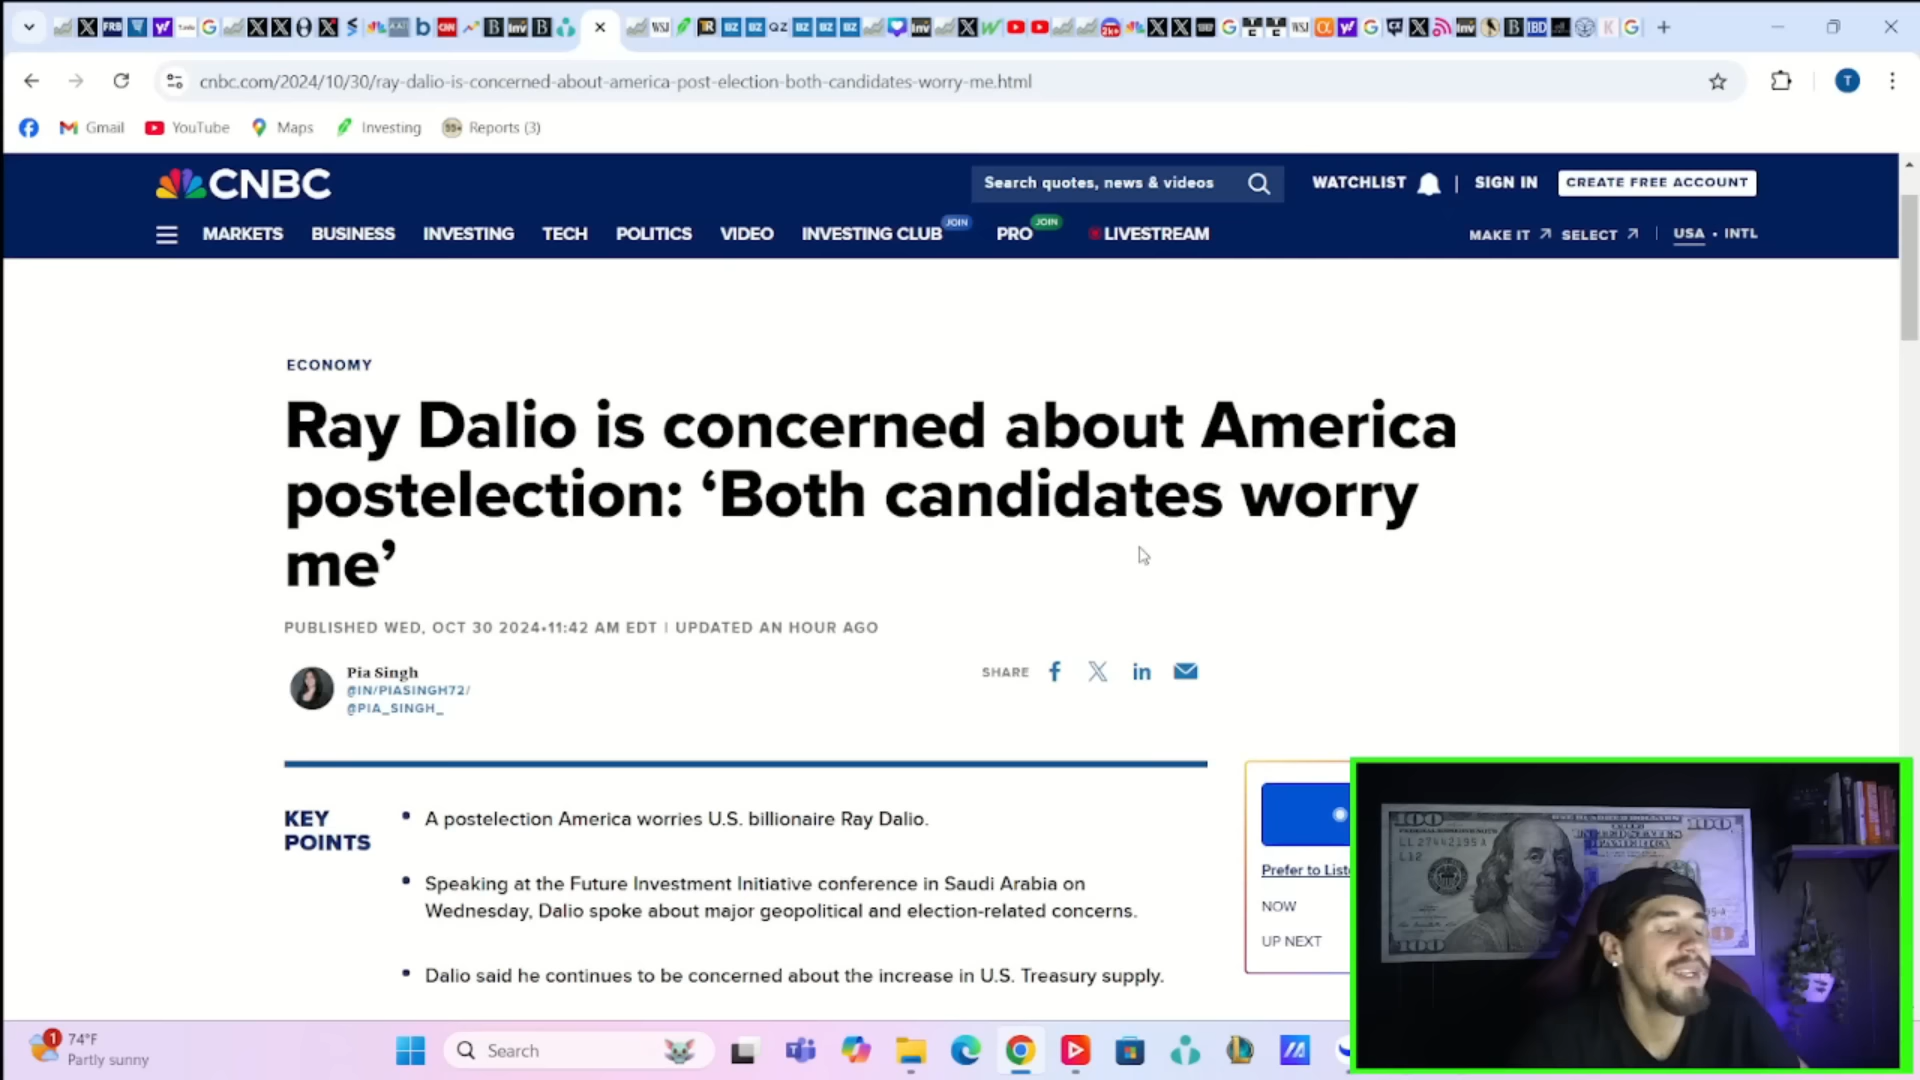 cnbc.com/2024/10/30/ray-dalio-is-concerned-about-america-post-election-both-candidates-worry-me.html
T
Gmail
YouTube
Maps
Investing
Reports (3)
CNBC
Search quotes, news & videos
WATCHLIST
SIGN IN
CREATE FREE ACCOUNT
MARKETS
BUSINESS
INVESTING
TECH
POLITICS
VIDEO
INVESTING CLUB
JOIN
PRO
JOIN
LIVESTREAM
MAKE IT
SELECT
USA • INTL
ECONOMY
Ray Dalio is concerned about America
postelection: ‘Both candidates worry
me’
PUBLISHED WED, OCT 30 2024•11:42 AM EDT | UPDATED AN HOUR AGO
Pia Singh
@IN/PIASINGH72/
@PIA_SINGH_
SHARE
KEY
POINTS
A postelection America worries U.S. billionaire Ray Dalio.
Speaking at the Future Investment Initiative conference in Saudi Arabia on
Wednesday, Dalio spoke about major geopolitical and election-related concerns.
Dalio said he continues to be concerned about the increase in U.S. Treasury supply.
Prefer to List
NOW
UP NEXT
100
100
100
LL 27442195 A
L12
1
74°F
Partly sunny
Search